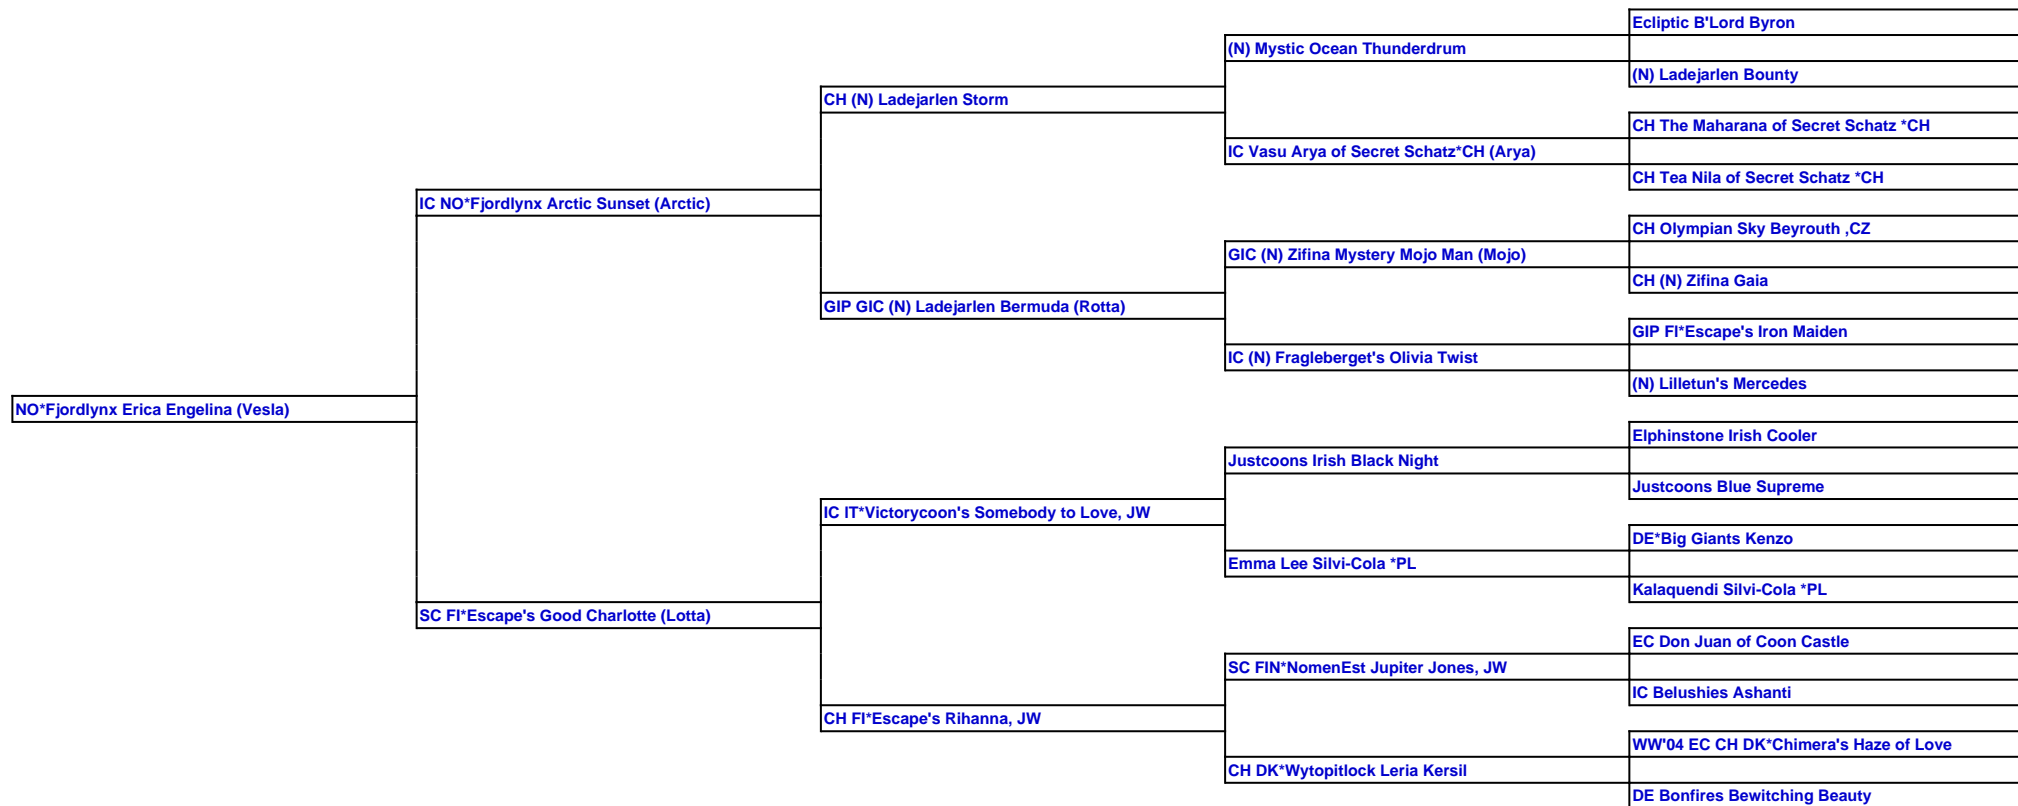 Ecliptic B'Lord Byron
(N) Mystic Ocean Thunderdrum
(N) Ladejarlen Bounty
CH (N) Ladejarlen Storm
CH The Maharana of Secret Schatz *CH
IC Vasu Arya of Secret Schatz*CH (Arya)
CH Tea Nila of Secret Schatz *CH
IC NO*Fjordlynx Arctic Sunset (Arctic)
CH Olympian Sky Beyrouth ,CZ
GIC (N) Zifina Mystery Mojo Man (Mojo)
CH (N) Zifina Gaia
GIP GIC (N) Ladejarlen Bermuda (Rotta)
GIP FI*Escape's Iron Maiden
IC (N) Fragleberget's Olivia Twist
(N) Lilletun's Mercedes
NO*Fjordlynx Erica Engelina (Vesla)
Elphinstone Irish Cooler
Justcoons Irish Black Night
Justcoons Blue Supreme
IC IT*Victorycoon's Somebody to Love, JW
DE*Big Giants Kenzo
Emma Lee Silvi-Cola *PL
Kalaquendi Silvi-Cola *PL
SC FI*Escape's Good Charlotte (Lotta)
EC Don Juan of Coon Castle
SC FIN*NomenEst Jupiter Jones, JW
IC Belushies Ashanti
CH FI*Escape's Rihanna, JW
WW'04 EC CH DK*Chimera's Haze of Love
CH DK*Wytopitlock Leria Kersil
DE Bonfires Bewitching Beauty